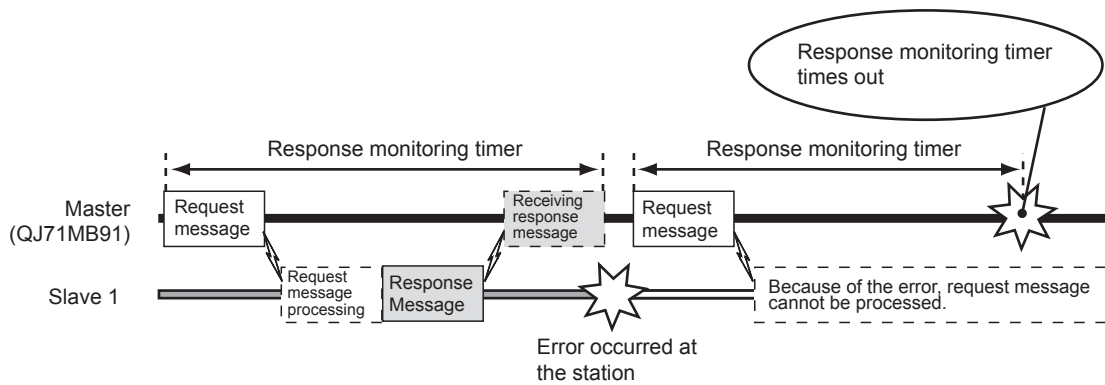 Response monitoring timer
times out
Response monitoring timer
Response monitoring timer
Master
(QJ71MB91)
Request
message
Receiving
response
message
Request
message
Slave 1
Request
message
processing
Response
Message
Because of the error, request message
cannot be processed.
Error occurred at
the station